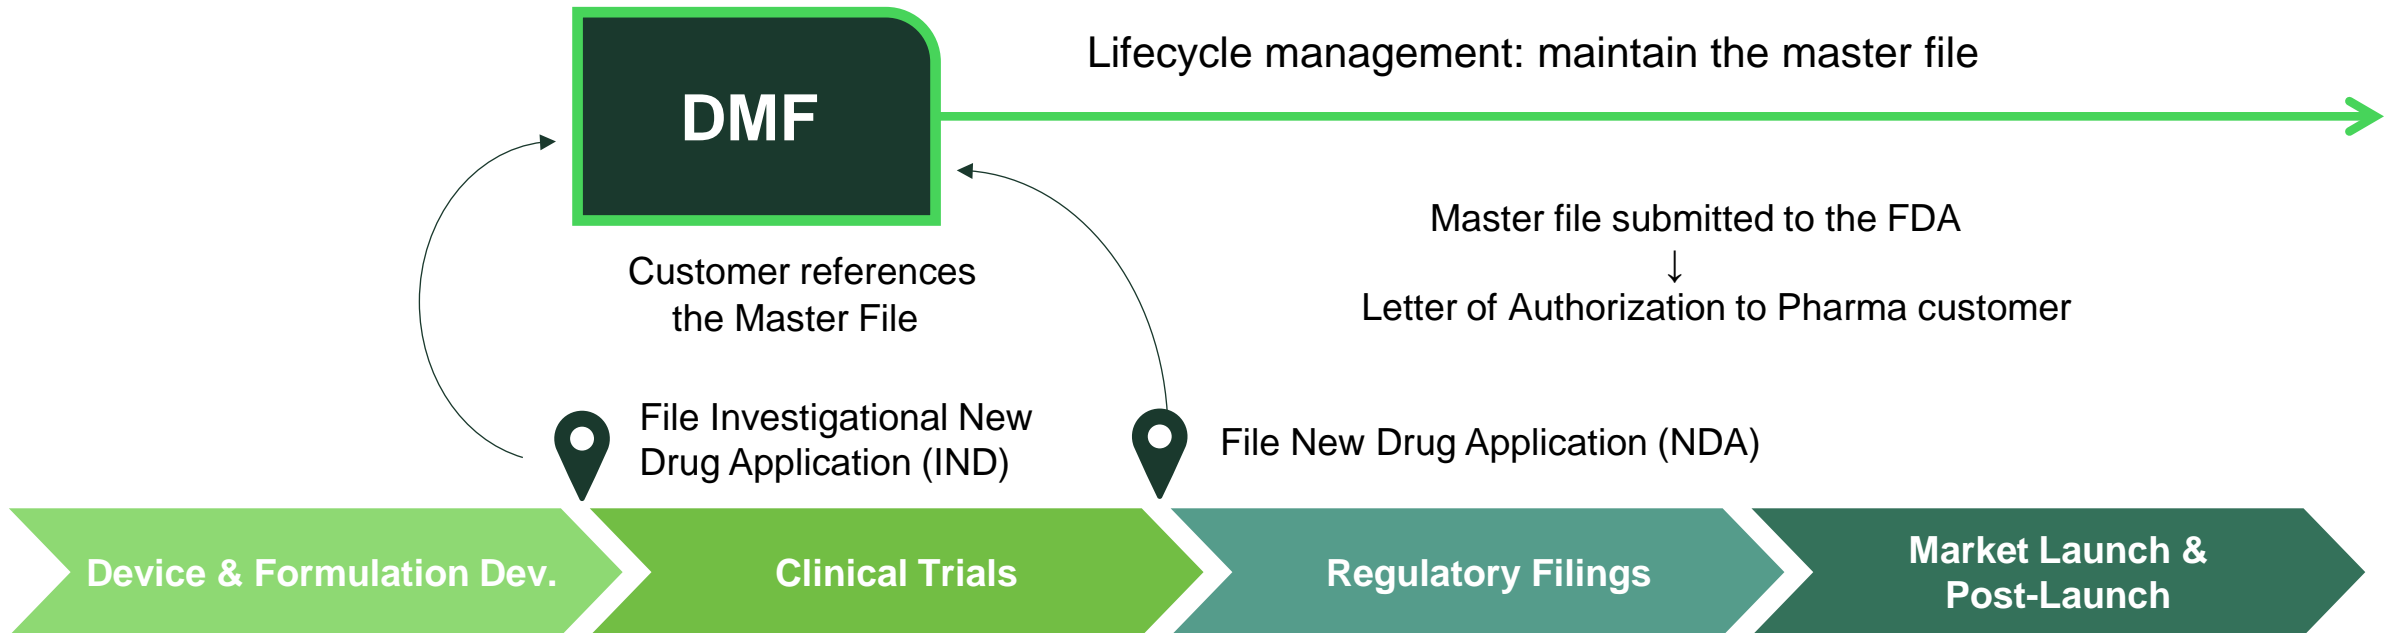 DMF
Lifecycle management: maintain the master file
Master file submitted to the FDA
↓
Letter of Authorization to Pharma customer
Customer references
the Master File
File Investigational New
Drug Application (IND)
File New Drug Application (NDA)
Device & Formulation Dev.
Clinical Trials
Regulatory Filings
Market Launch &
Post-Launch